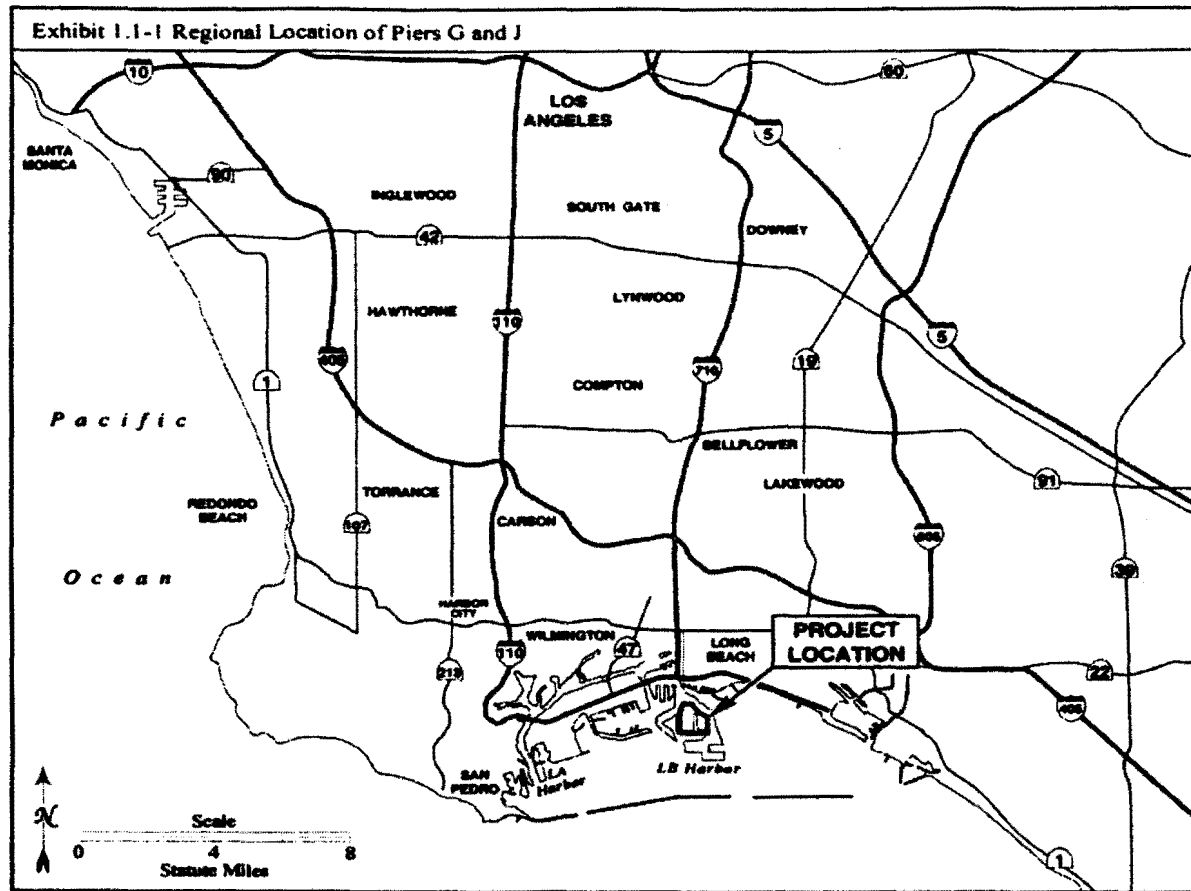 Exhibit 1.1-1 Regional Location of Piers G and J
10
60
LOS
ANGELES
5
SANTA
MONICA
90
INGLEWOOD
SOUTH GATE
DOWNEY
42
LYNWOOD
HAWTHORNE
110
5
405
19
710
1
COMPTON
Pacific
BELLFLOWER
91
LAKEWOOD
TORRANCE
REDONDO
BEACH
107
CARSON
605
39
Ocean
HARBOR
CITY
PROJECT
LOCATION
WILMINGTON
47
LONG
BEACH
110
213
22
405
LB Harbor
SAN
PEDRO
LA
Harbor
N
Scale
0 4 8
Statute Miles
1